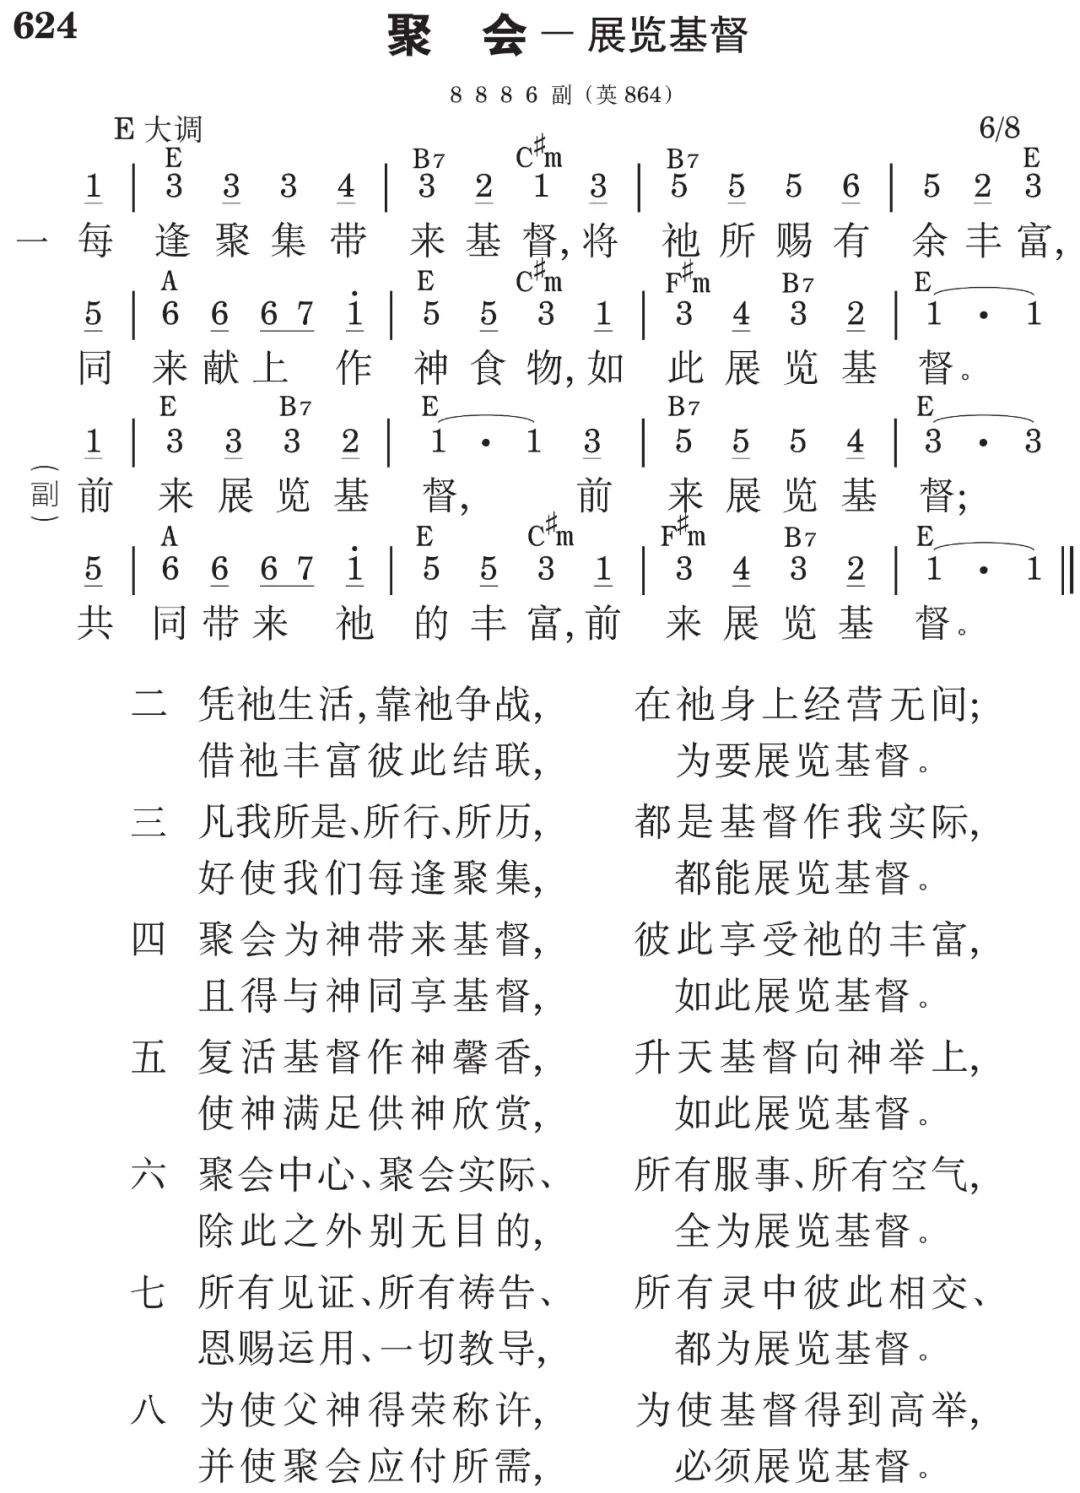 624
聚 会 — 展览基督
8 8 8 6 副（英 864）
E 大调 6/8
E B7 C♯m B7 E
1 | 3 3 3 4 | 3 2 1 3 | 5 5 5 6 | 5 2 3
一 每 逢 聚 集 带 来 基 督, 将 祂 所 赐 有 余 丰 富,
A E C♯m F♯m B7 E
5 | 6 6 6 7 i | 5 5 3 1 | 3 4 3 2 | 1 • 1
同 来 献 上 作 神 食 物, 如 此 展 览 基 督。
E B7 E B7 E
1 | 3 3 3 2 | 1 • 1 3 | 5 5 5 4 | 3 • 3
（副） 前 来 展 览 基 督, 前 来 展 览 基 督;
A E C♯m F♯m B7 E
5 | 6 6 6 7 i | 5 5 3 1 | 3 4 3 2 | 1 • 1 ‖
共 同 带 来 祂 的 丰 富, 前 来 展 览 基 督。
二 凭祂生活, 靠祂争战, 在祂身上经营无间;
借祂丰富彼此结联, 为要展览基督。
三 凡我所是、所行、所历, 都是基督作我实际,
好使我们每逢聚集, 都能展览基督。
四 聚会为神带来基督, 彼此享受祂的丰富,
且得与神同享基督, 如此展览基督。
五 复活基督作神馨香, 升天基督向神举上,
使神满足供神欣赏, 如此展览基督。
六 聚会中心、聚会实际、 所有服事、所有空气,
除此之外别无目的, 全为展览基督。
七 所有见证、所有祷告、 所有灵中彼此相交、
恩赐运用、一切教导, 都为展览基督。
八 为使父神得荣称许, 为使基督得到高举,
并使聚会应付所需, 必须展览基督。